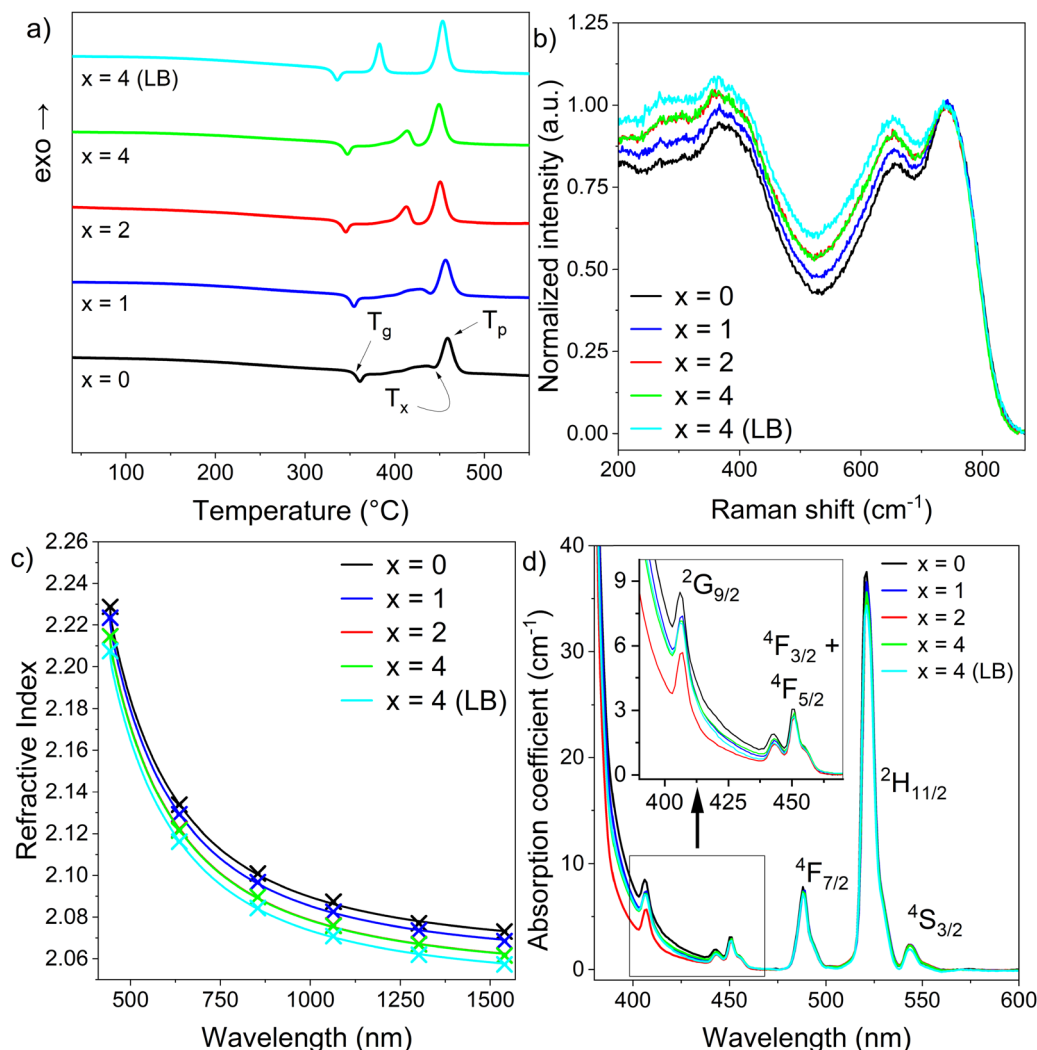 a)
exo →
x = 4 (LB)
x = 4
x = 2
x = 1
x = 0
T_g
T_p
T_x
100 200 300 400 500
Temperature (°C)
b)
Normalized intensity (a.u.)
1.25
1.00
0.75
0.50
0.25
0.00
x = 0
x = 1
x = 2
x = 4
x = 4 (LB)
200 400 600 800
Raman shift (cm⁻¹)
c)
Refractive Index
2.26
2.24
2.22
2.20
2.18
2.16
2.14
2.12
2.10
2.08
2.06
x = 0
x = 1
x = 2
x = 4
x = 4 (LB)
500 750 1000 1250 1500
Wavelength (nm)
d)
Absorption coefficient (cm⁻¹)
40
30
20
10
0
9
6
3
0
400 425 450
²G₉/₂
⁴F₃/₂ +
⁴F₅/₂
x = 0
x = 1
x = 2
x = 4
x = 4 (LB)
²H₁₁/₂
⁴F₇/₂
⁴S₃/₂
400 450 500 550 600
Wavelength (nm)